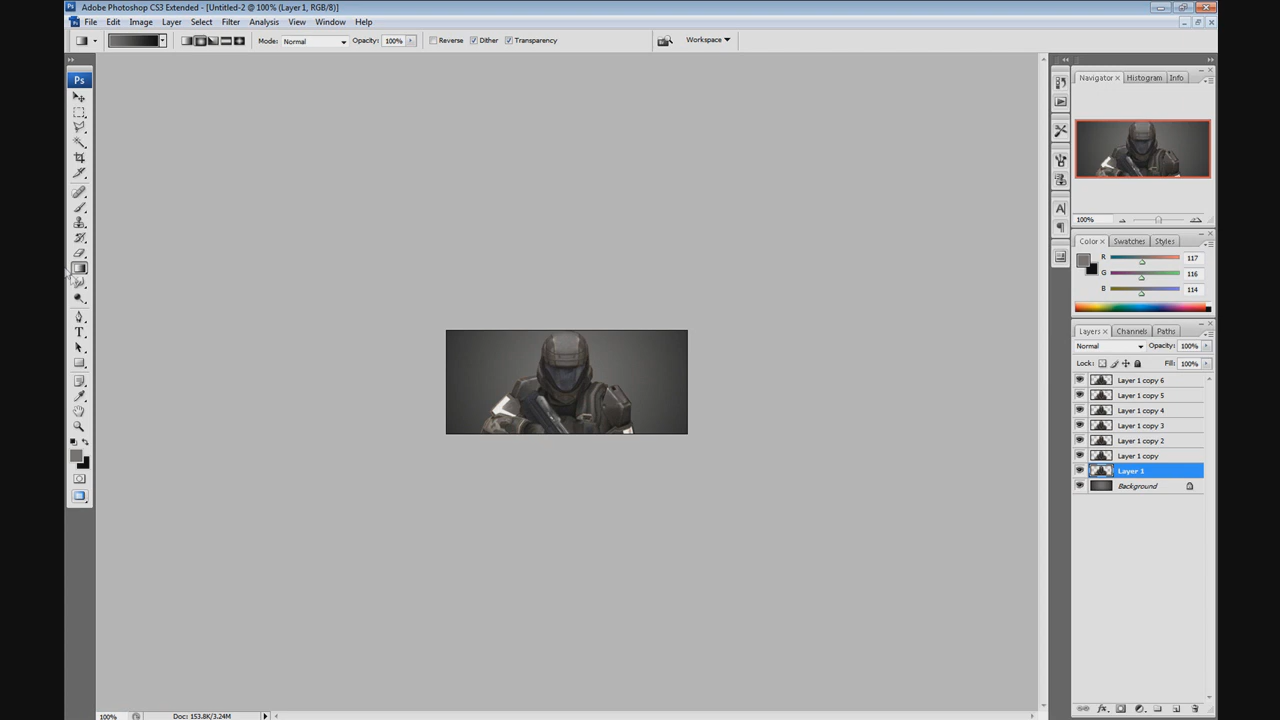 Adobe Photoshop CS3 Extended - [Untitled-2 @ 100% (Layer 1, RGB/8)]
Ps File Edit Image Layer Select Filter Analysis View Window Help
Mode: Normal Opacity: 100% Reverse Dither Transparency Workspace
Ps
Navigator Histogram Info
100%
Color Swatches Styles
R 117
G 116
B 114
Layers Channels Paths
Normal Opacity: 100%
Lock: Fill: 100%
Layer 1 copy 6
Layer 1 copy 5
Layer 1 copy 4
Layer 1 copy 3
Layer 1 copy 2
Layer 1 copy
Layer 1
Background
T
A
fx
100% Doc: 153.8K/3.24M